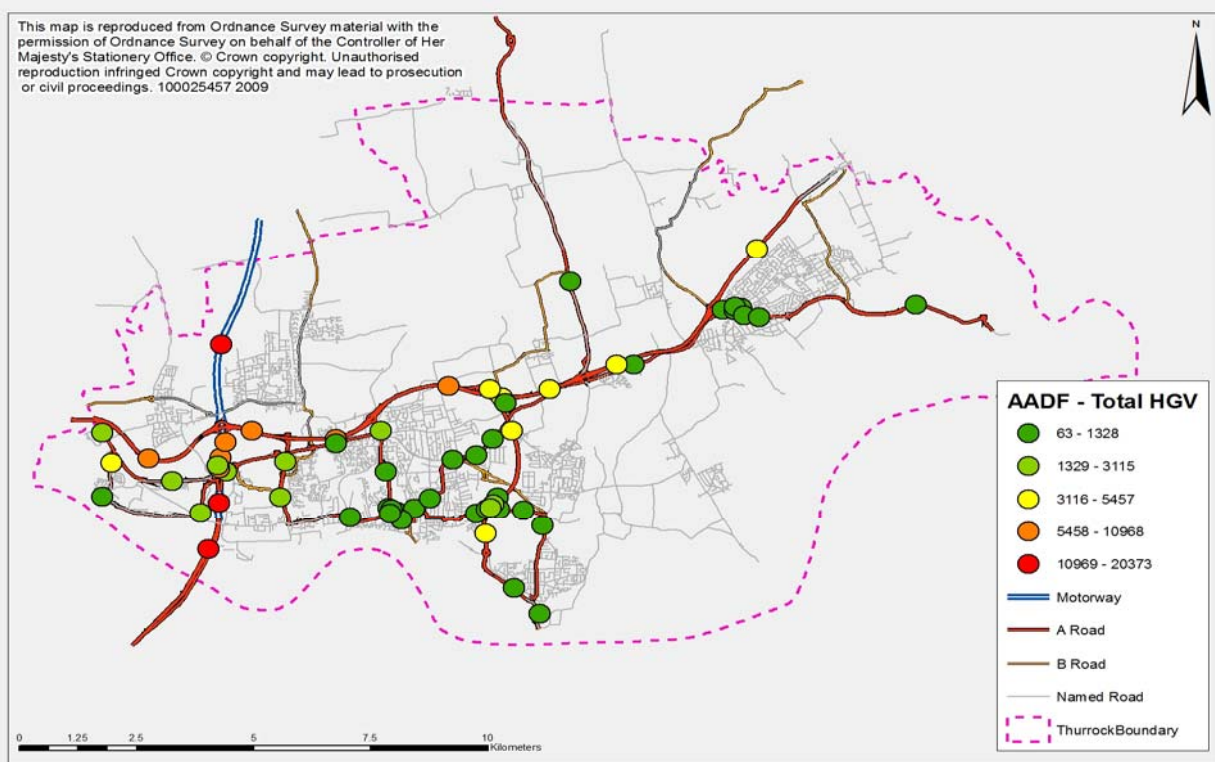 This map is reproduced from Ordnance Survey material with the
permission of Ordnance Survey on behalf of the Controller of Her
Majesty's Stationery Office. © Crown copyright. Unauthorised
reproduction infringed Crown copyright and may lead to prosecution
or civil proceedings. 100025457 2009
N
AADF - Total HGV
63 - 1328
1329 - 3115
3116 - 5457
5458 - 10968
10969 - 20373
Motorway
A Road
B Road
Named Road
ThurrockBoundary
0 1.25 2.5 5 7.5 10
Kilometers